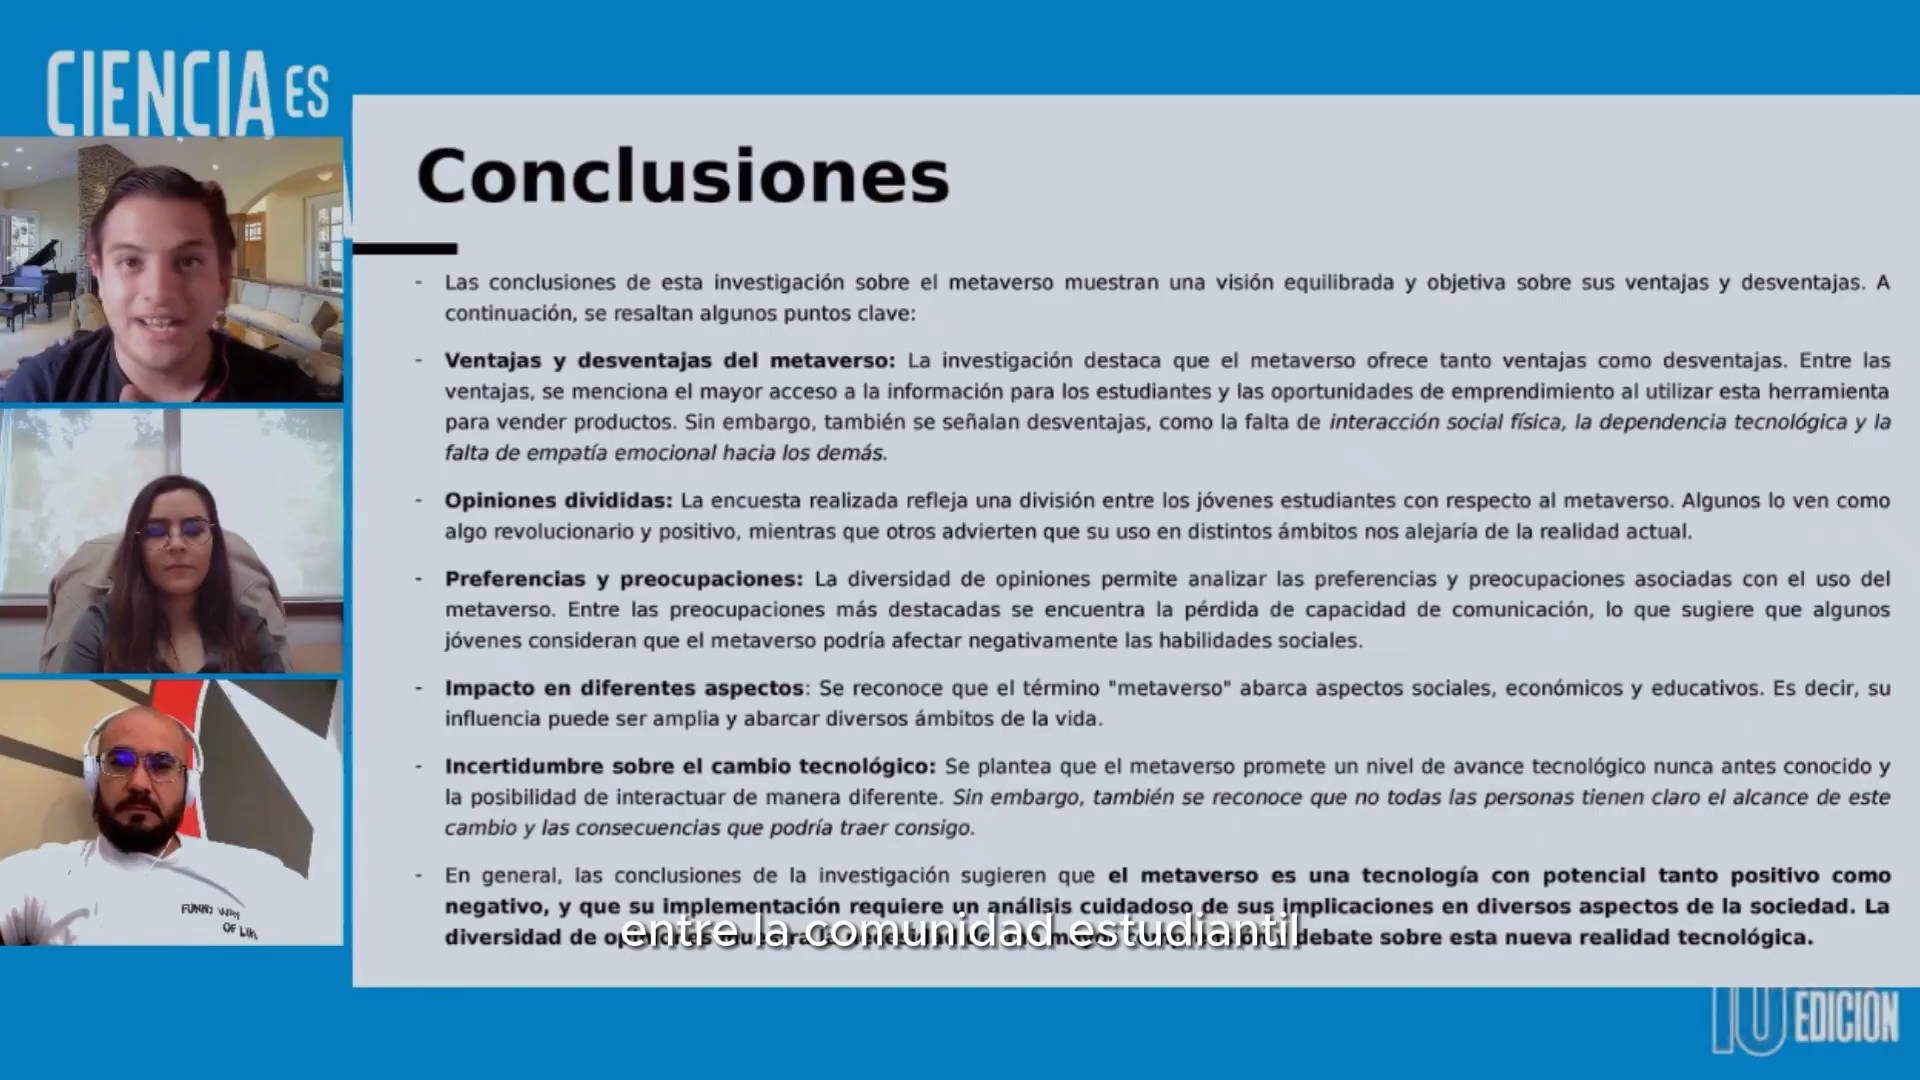 CIENCIA ES
Conclusiones
- Las conclusiones de esta investigación sobre el metaverso muestran una visión equilibrada y objetiva sobre sus ventajas y desventajas. A
continuación, se resaltan algunos puntos clave:
- Ventajas y desventajas del metaverso: La investigación destaca que el metaverso ofrece tanto ventajas como desventajas. Entre las
ventajas, se menciona el mayor acceso a la información para los estudiantes y las oportunidades de emprendimiento al utilizar esta herramienta
para vender productos. Sin embargo, también se señalan desventajas, como la falta de interacción social física, la dependencia tecnológica y la
falta de empatía emocional hacia los demás.
- Opiniones divididas: La encuesta realizada refleja una división entre los jóvenes estudiantes con respecto al metaverso. Algunos lo ven como
algo revolucionario y positivo, mientras que otros advierten que su uso en distintos ámbitos nos alejaría de la realidad actual.
- Preferencias y preocupaciones: La diversidad de opiniones permite analizar las preferencias y preocupaciones asociadas con el uso del
metaverso. Entre las preocupaciones más destacadas se encuentra la pérdida de capacidad de comunicación, lo que sugiere que algunos
jóvenes consideran que el metaverso podría afectar negativamente las habilidades sociales.
- Impacto en diferentes aspectos: Se reconoce que el término "metaverso" abarca aspectos sociales, económicos y educativos. Es decir, su
influencia puede ser amplia y abarcar diversos ámbitos de la vida.
- Incertidumbre sobre el cambio tecnológico: Se plantea que el metaverso promete un nivel de avance tecnológico nunca antes conocido y
la posibilidad de interactuar de manera diferente. Sin embargo, también se reconoce que no todas las personas tienen claro el alcance de este
cambio y las consecuencias que podría traer consigo.
- En general, las conclusiones de la investigación sugieren que el metaverso es una tecnología con potencial tanto positivo como
negativo, y que su implementación requiere un análisis cuidadoso de sus implicaciones en diversos aspectos de la sociedad. La
diversidad de debate sobre esta nueva realidad tecnológica.
entre la comunidad estudiantil
FUNNY WAY
OF LIFE
10 EDICIÓN